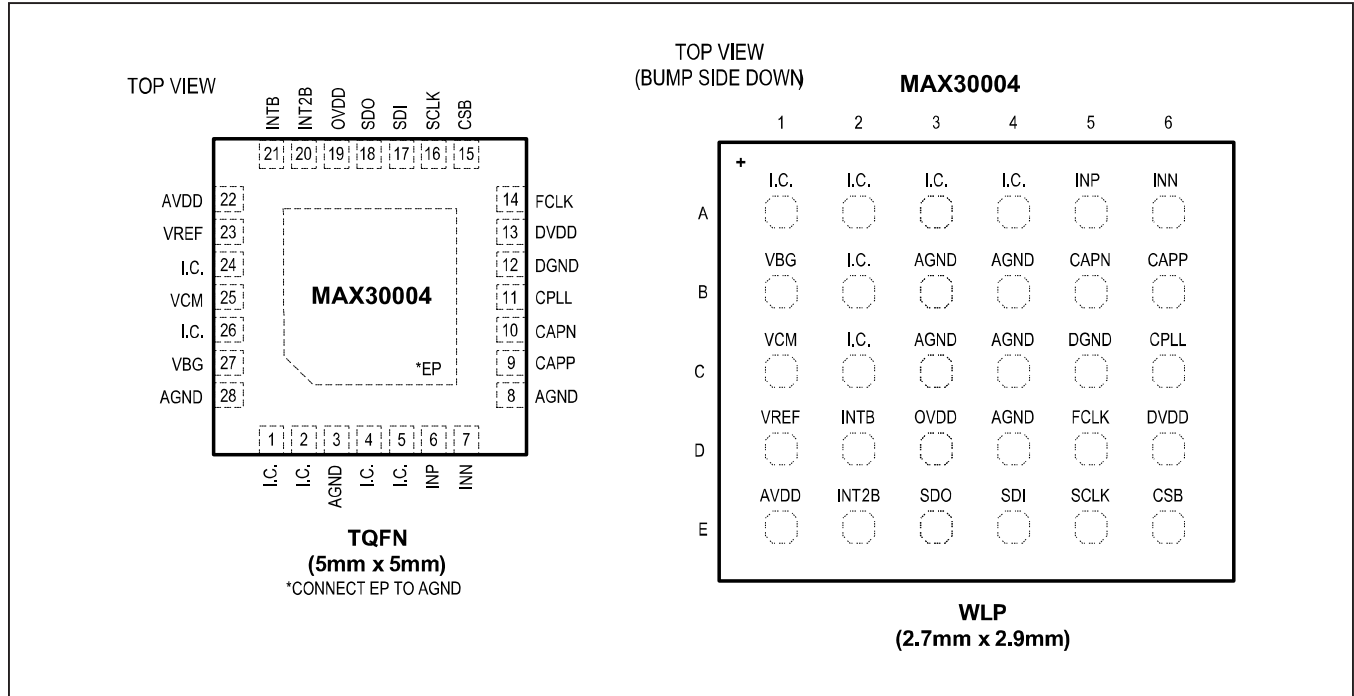 TOP VIEW
INTB
INT2B
OVDD
SDO
SDI
SCLK
CSB
21 20 19 18 17 16 15
AVDD 22
VREF 23
I.C. 24
VCM 25
I.C. 26
VBG 27
AGND 28
MAX30004
*EP
14 FCLK
13 DVDD
12 DGND
11 CPLL
10 CAPN
9 CAPP
8 AGND
1 2 3 4 5 6 7
I.C.
I.C.
AGND
I.C.
I.C.
INP
INN
TQFN
(5mm x 5mm)
*CONNECT EP TO AGND
TOP VIEW
(BUMP SIDE DOWN)
MAX30004
1 2 3 4 5 6
+
I.C. I.C. I.C. I.C. INP INN
A
VBG I.C. AGND AGND CAPN CAPP
B
VCM I.C. AGND AGND DGND CPLL
C
VREF INTB OVDD AGND FCLK DVDD
D
AVDD INT2B SDO SDI SCLK CSB
E
WLP
(2.7mm x 2.9mm)